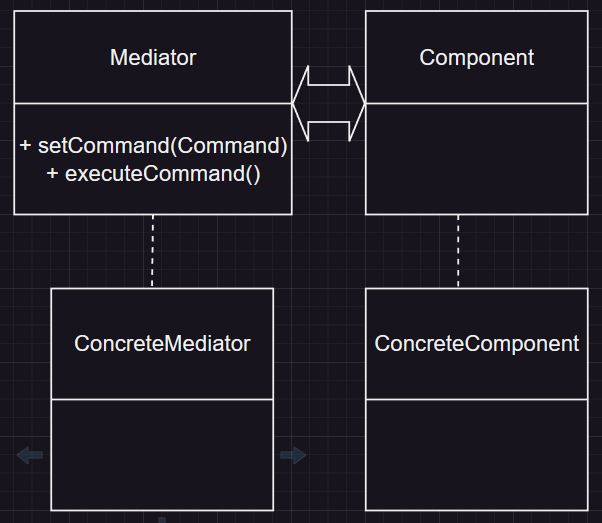 Mediator
Component
+ setCommand(Command)
+ executeCommand()
ConcreteMediator
ConcreteComponent